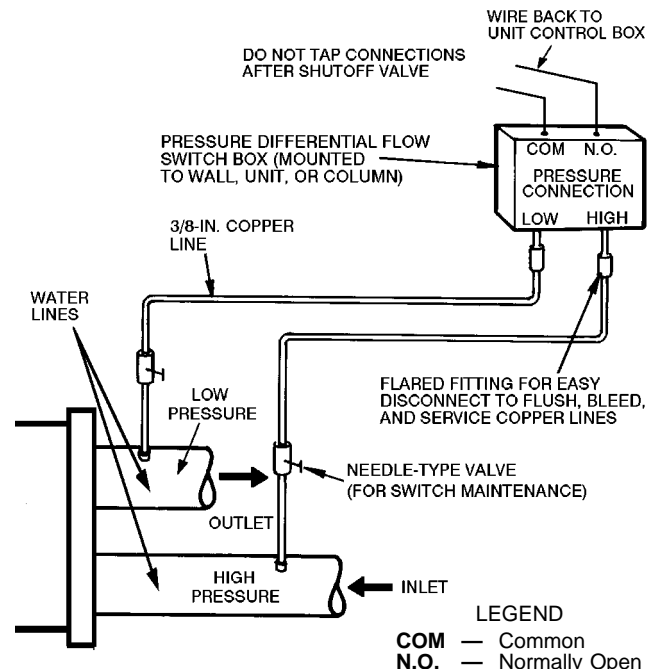 WIRE BACK TO
UNIT CONTROL BOX
DO NOT TAP CONNECTIONS
AFTER SHUTOFF VALVE
PRESSURE DIFFERENTIAL FLOW
SWITCH BOX (MOUNTED
TO WALL, UNIT, OR COLUMN)
COM N.O.
PRESSURE
CONNECTION
LOW HIGH
3/8-IN. COPPER
LINE
WATER
LINES
LOW
PRESSURE
FLARED FITTING FOR EASY
DISCONNECT TO FLUSH, BLEED,
AND SERVICE COPPER LINES
NEEDLE-TYPE VALVE
(FOR SWITCH MAINTENANCE)
OUTLET
HIGH
PRESSURE
INLET
LEGEND
COM — Common
N.O. — Normally Open